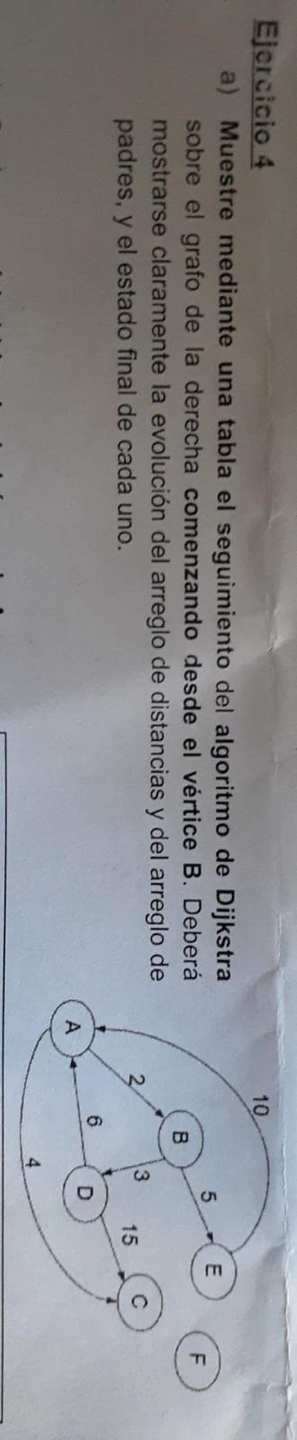 Ejercicio 4
a) Muestre mediante una tabla el seguimiento del algoritmo de Dijkstra
sobre el grafo de la derecha comenzando desde el vértice B. Deberá
mostrarse claramente la evolución del arreglo de distancias y del arreglo de
padres, y el estado final de cada uno.
10
A
2
B
5
E
F
6
3
D
15
C
4